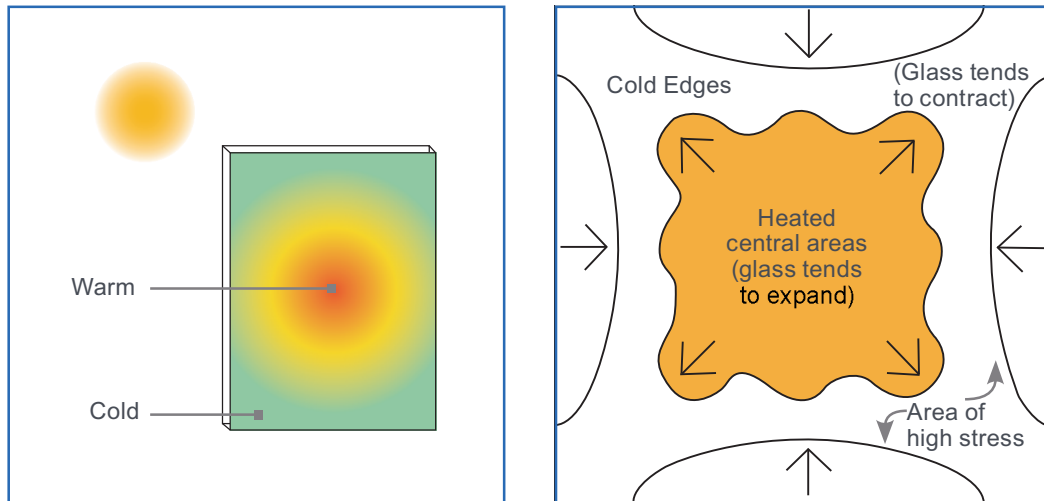 Warm
Cold
Cold Edges
(Glass tends
to contract)
Heated
central areas
(glass tends
to expand)
Area of
high stress